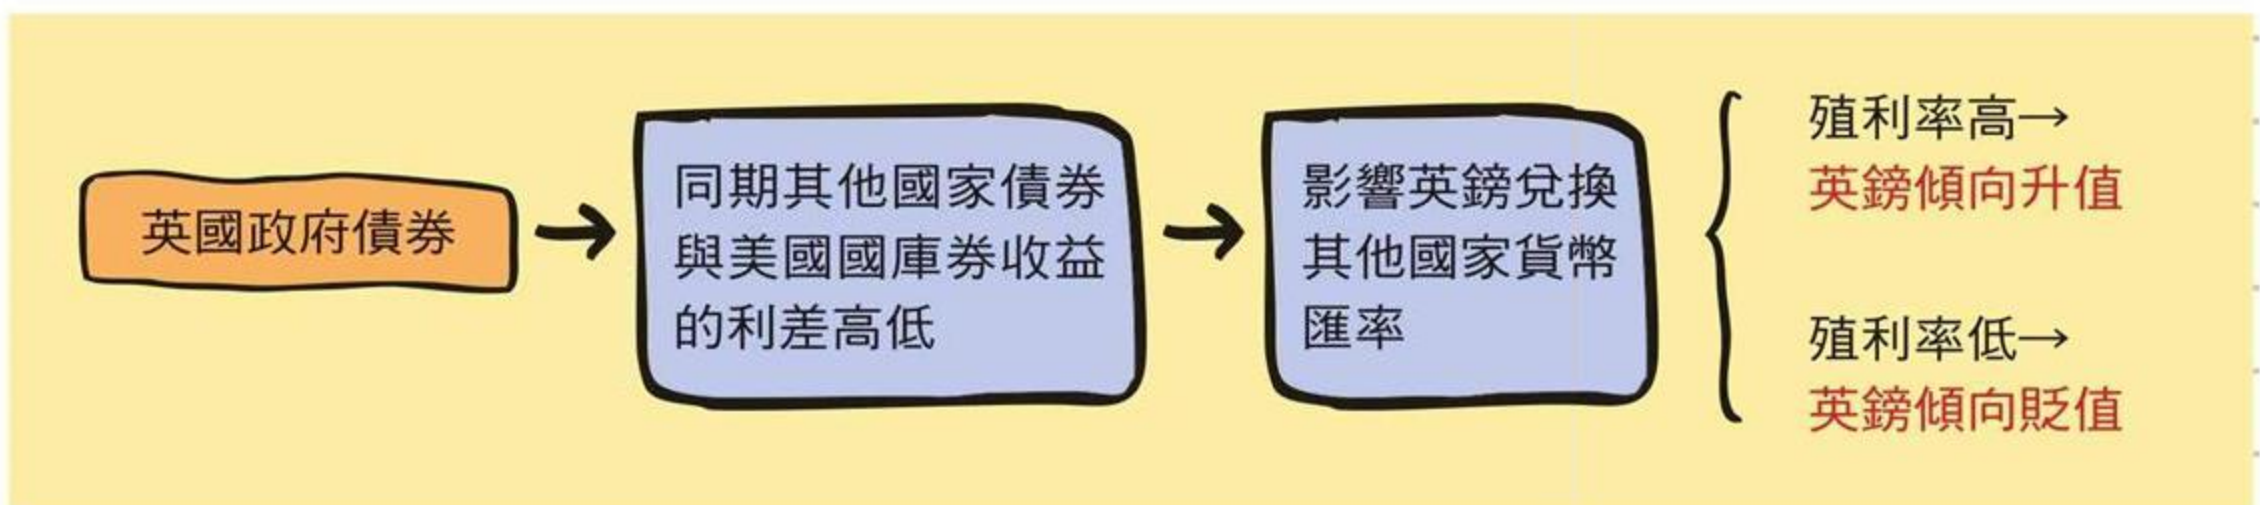 英國政府債券
同期其他國家債券
與美國國庫券收益
的利差高低
影響英鎊兌換
其他國家貨幣
匯率
殖利率高→
英鎊傾向升值
殖利率低→
英鎊傾向貶值